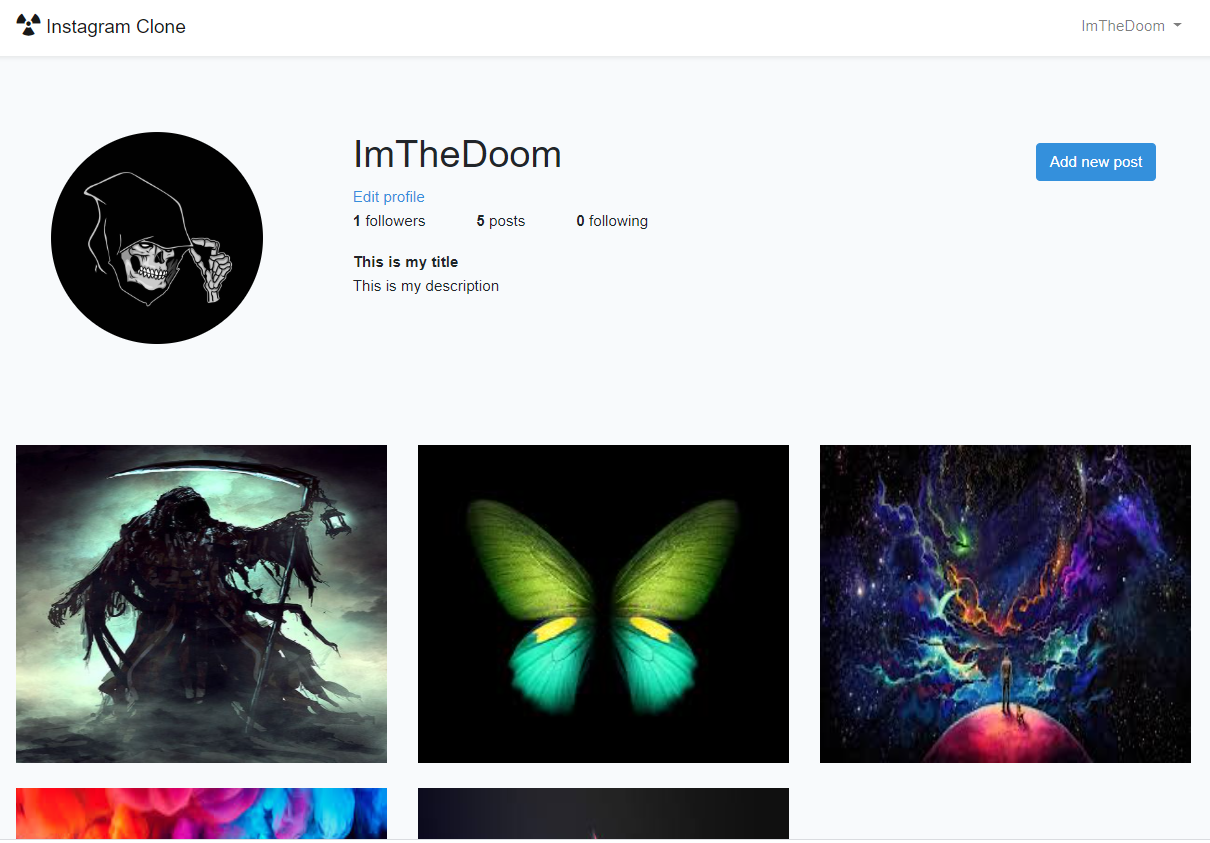 Instagram Clone
ImTheDoom
ImTheDoom
Add new post
Edit profile
1 followers 5 posts 0 following
This is my title
This is my description